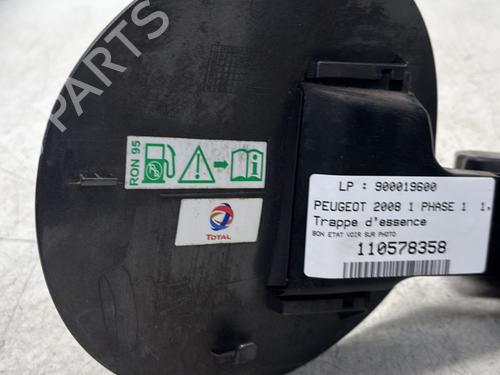 RON 95
TOTAL
LP : 900019600
PEUGEOT 2008 1 PHASE 1 1.
Trappe d'essence
BON ETAT VOIR SUR PHOTO
110578358
B-PARTS